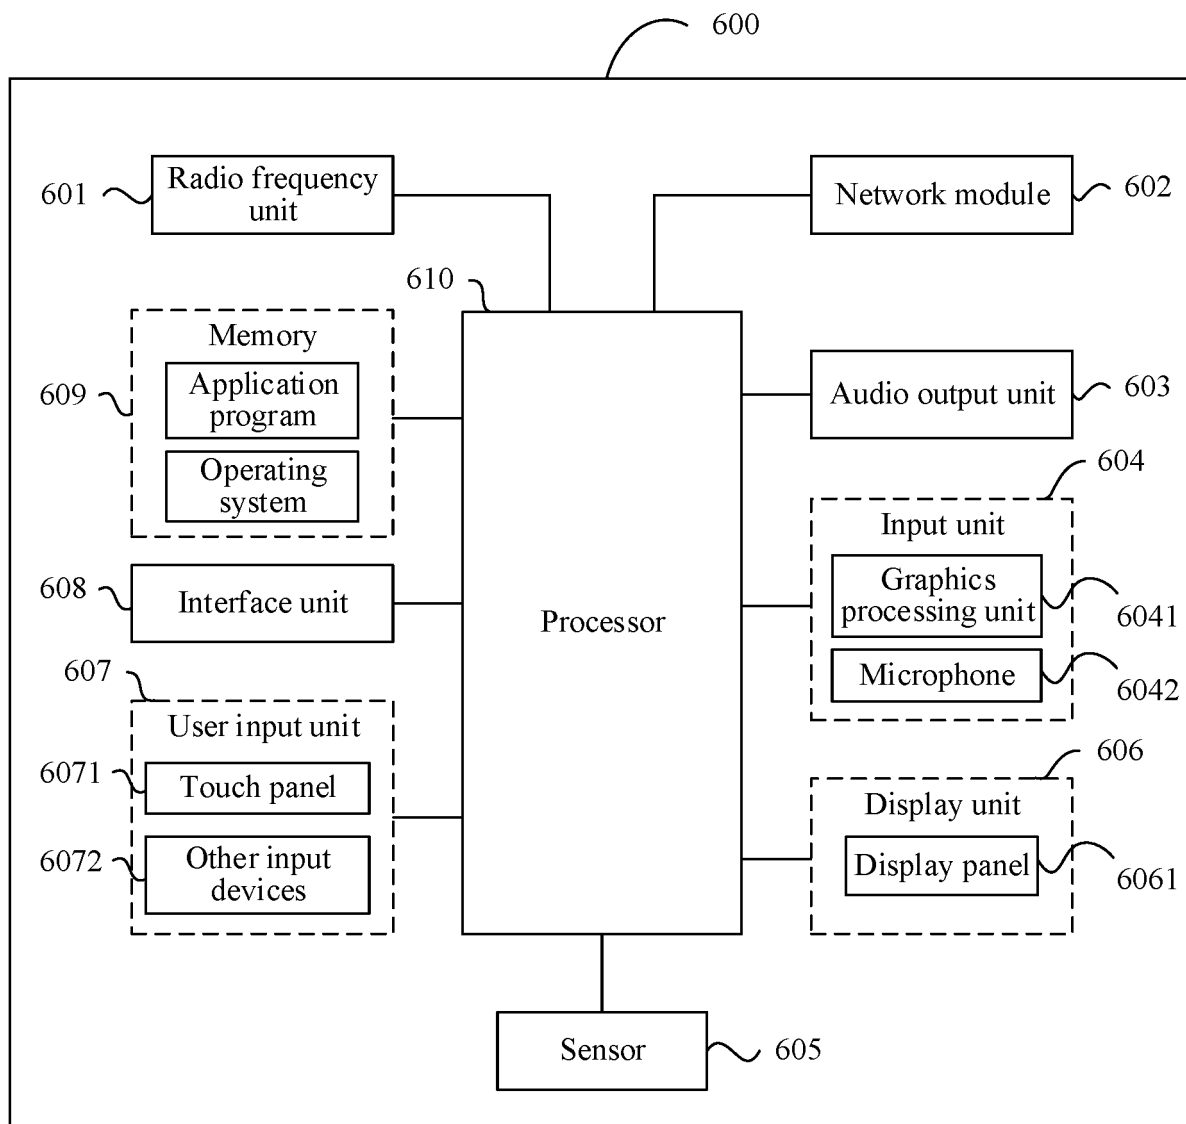 600
601
Radio frequency
unit
Network module
602
610
Memory
609
Application
program
Operating
system
Audio output unit
603
604
Input unit
Graphics
processing unit
6041
Microphone
6042
608
Interface unit
Processor
607
User input unit
6071
Touch panel
6072
Other input
devices
606
Display unit
Display panel
6061
Sensor
605